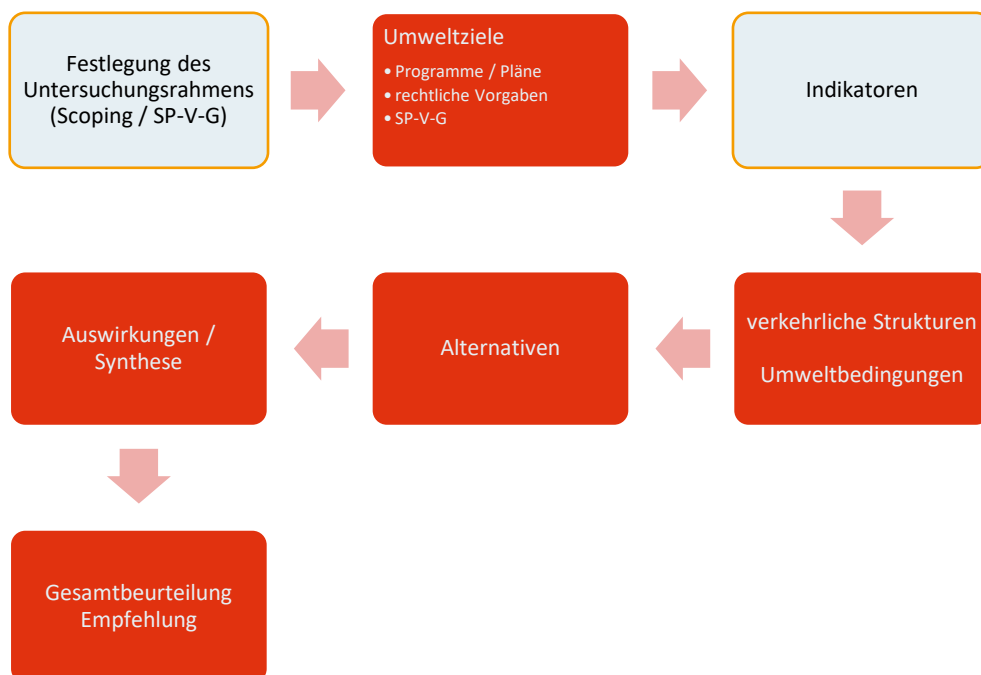 Festlegung des
Untersuchungsrahmens
(Scoping / SP-V-G)
Umweltziele
• Programme / Pläne
• rechtliche Vorgaben
• SP-V-G
Indikatoren
verkehrliche Strukturen
Umweltbedingungen
Alternativen
Auswirkungen /
Synthese
Gesamtbeurteilung
Empfehlung